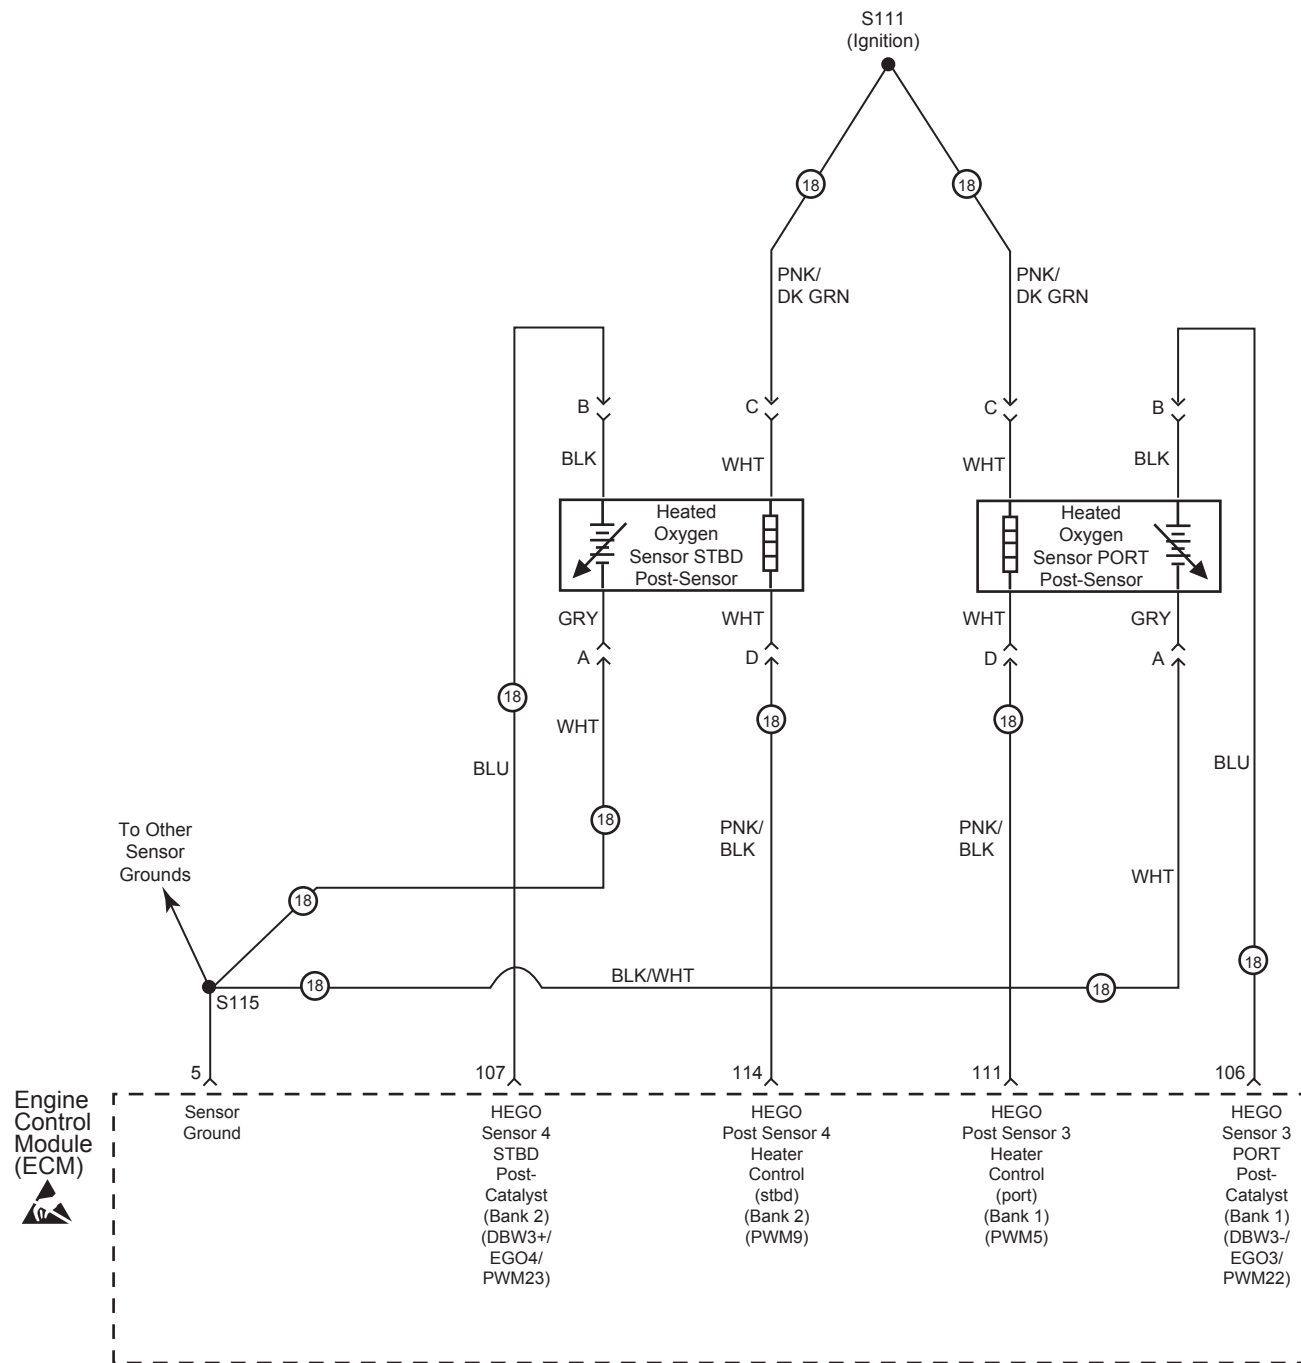 S111
(Ignition)
18
18
PNK/
DK GRN
PNK/
DK GRN
B
C
C
B
BLK
WHT
WHT
BLK
Heated
Oxygen
Sensor STBD
Post-Sensor
Heated
Oxygen
Sensor PORT
Post-Sensor
GRY
WHT
WHT
GRY
A
D
D
A
18
18
18
WHT
BLU
BLU
18
PNK/
BLK
PNK/
BLK
To Other
Sensor
Grounds
WHT
18
18
BLK/WHT
18
18
S115
5
107
114
111
106
Engine
Control
Module
(ECM)
Sensor
Ground
HEGO
Sensor 4
STBD
Post-
Catalyst
(Bank 2)
(DBW3+/
EGO4/
PWM23)
HEGO
Post Sensor 4
Heater
Control
(stbd)
(Bank 2)
(PWM9)
HEGO
Post Sensor 3
Heater
Control
(port)
(Bank 1)
(PWM5)
HEGO
Sensor 3
PORT
Post-
Catalyst
(Bank 1)
(DBW3-/
EGO3/
PWM22)